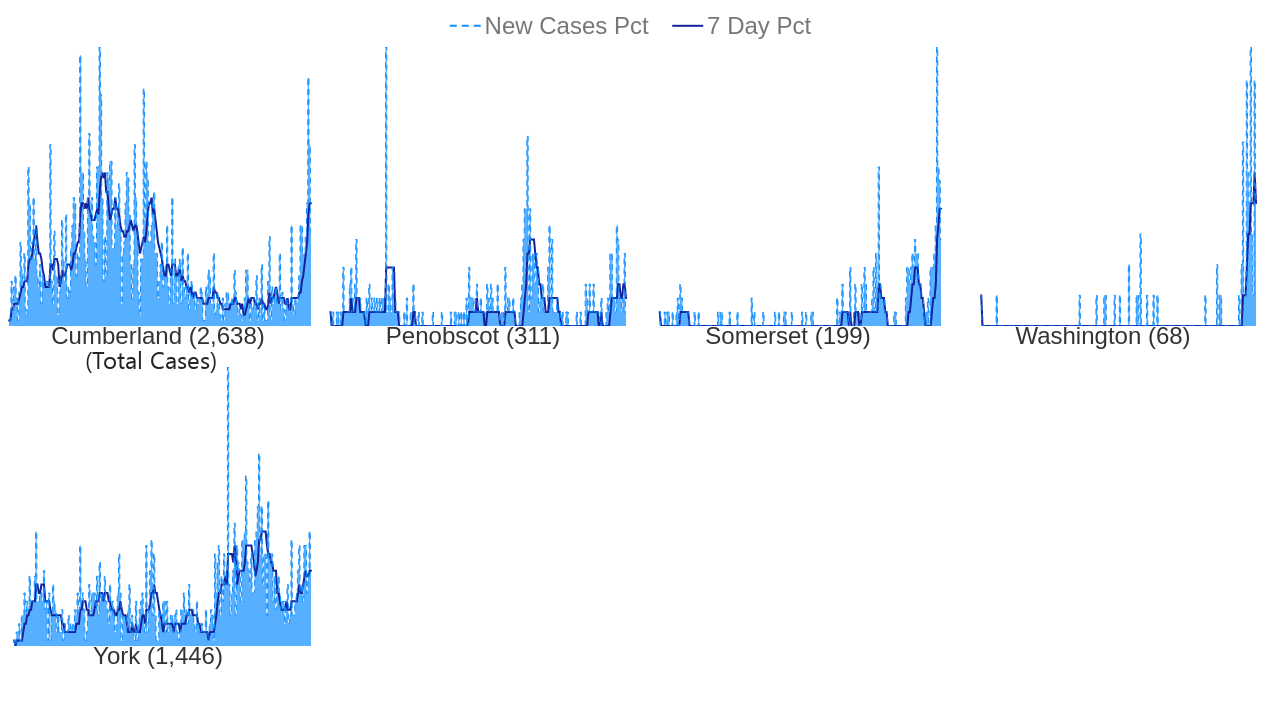 New Cases Pct 7 Day Pct
Cumberland (2,638) Penobscot (311) Somerset (199) Washington (68)
(Total Cases)
York (1,446)